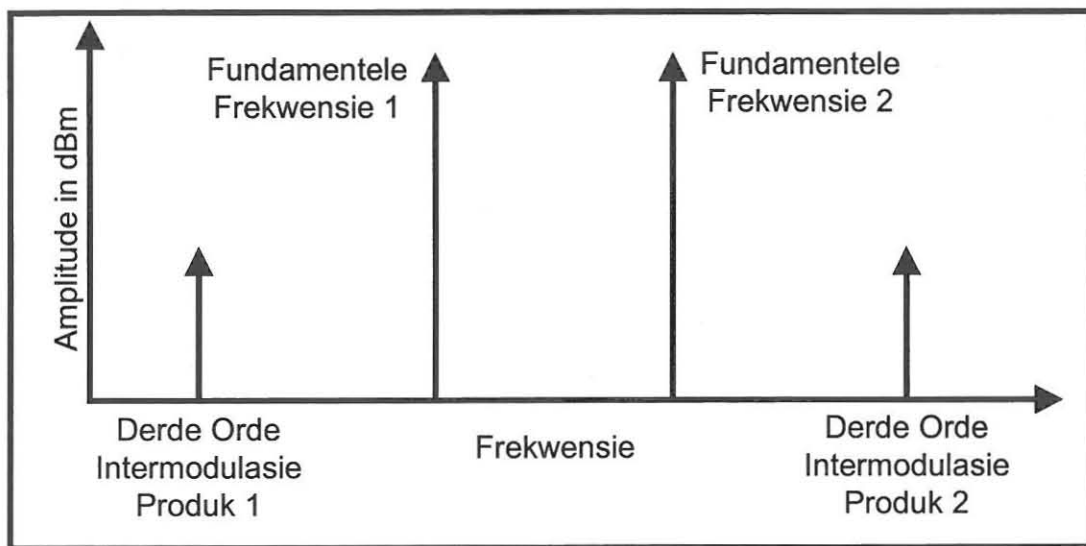 Amplitude in dBm
Fundamentele
Frekwensie 1
Fundamentele
Frekwensie 2
Derde Orde
Intermodulasie
Produk 1
Frekwensie
Derde Orde
Intermodulasie
Produk 2